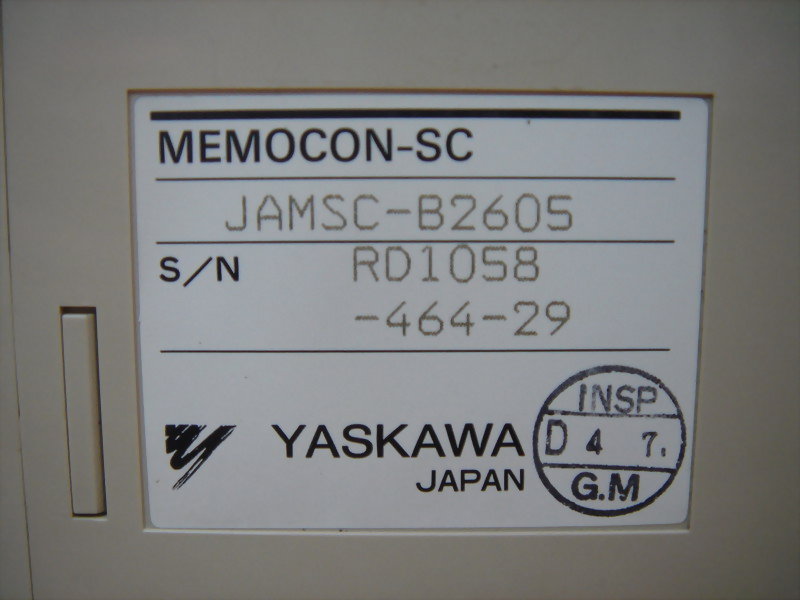 MEMOCON-SC
JAMSC-B2605
S/N RD1058
-464-29
YASKAWA
JAPAN
INSP
D 4 7.
G.M